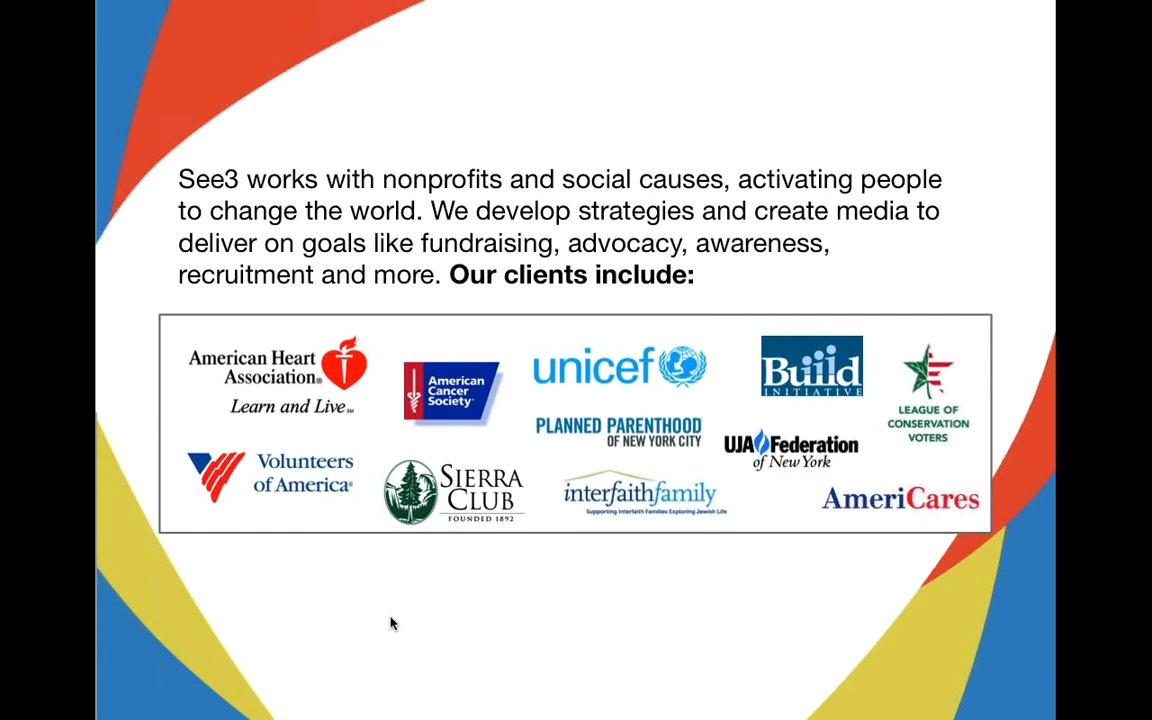 See3 works with nonprofits and social causes, activating people
to change the world. We develop strategies and create media to
deliver on goals like fundraising, advocacy, awareness,
recruitment and more. Our clients include:
American Heart
Association®
Learn and Live℠
American
Cancer
Society®
unicef
Build
INITIATIVE
LEAGUE OF
CONSERVATION
VOTERS
PLANNED PARENTHOOD
OF NEW YORK CITY
UJA Federation
of New York
Volunteers
of America®
SIERRA
CLUB
FOUNDED 1892
interfaithfamily
Supporting Interfaith Families Exploring Jewish Life
AmeriCares